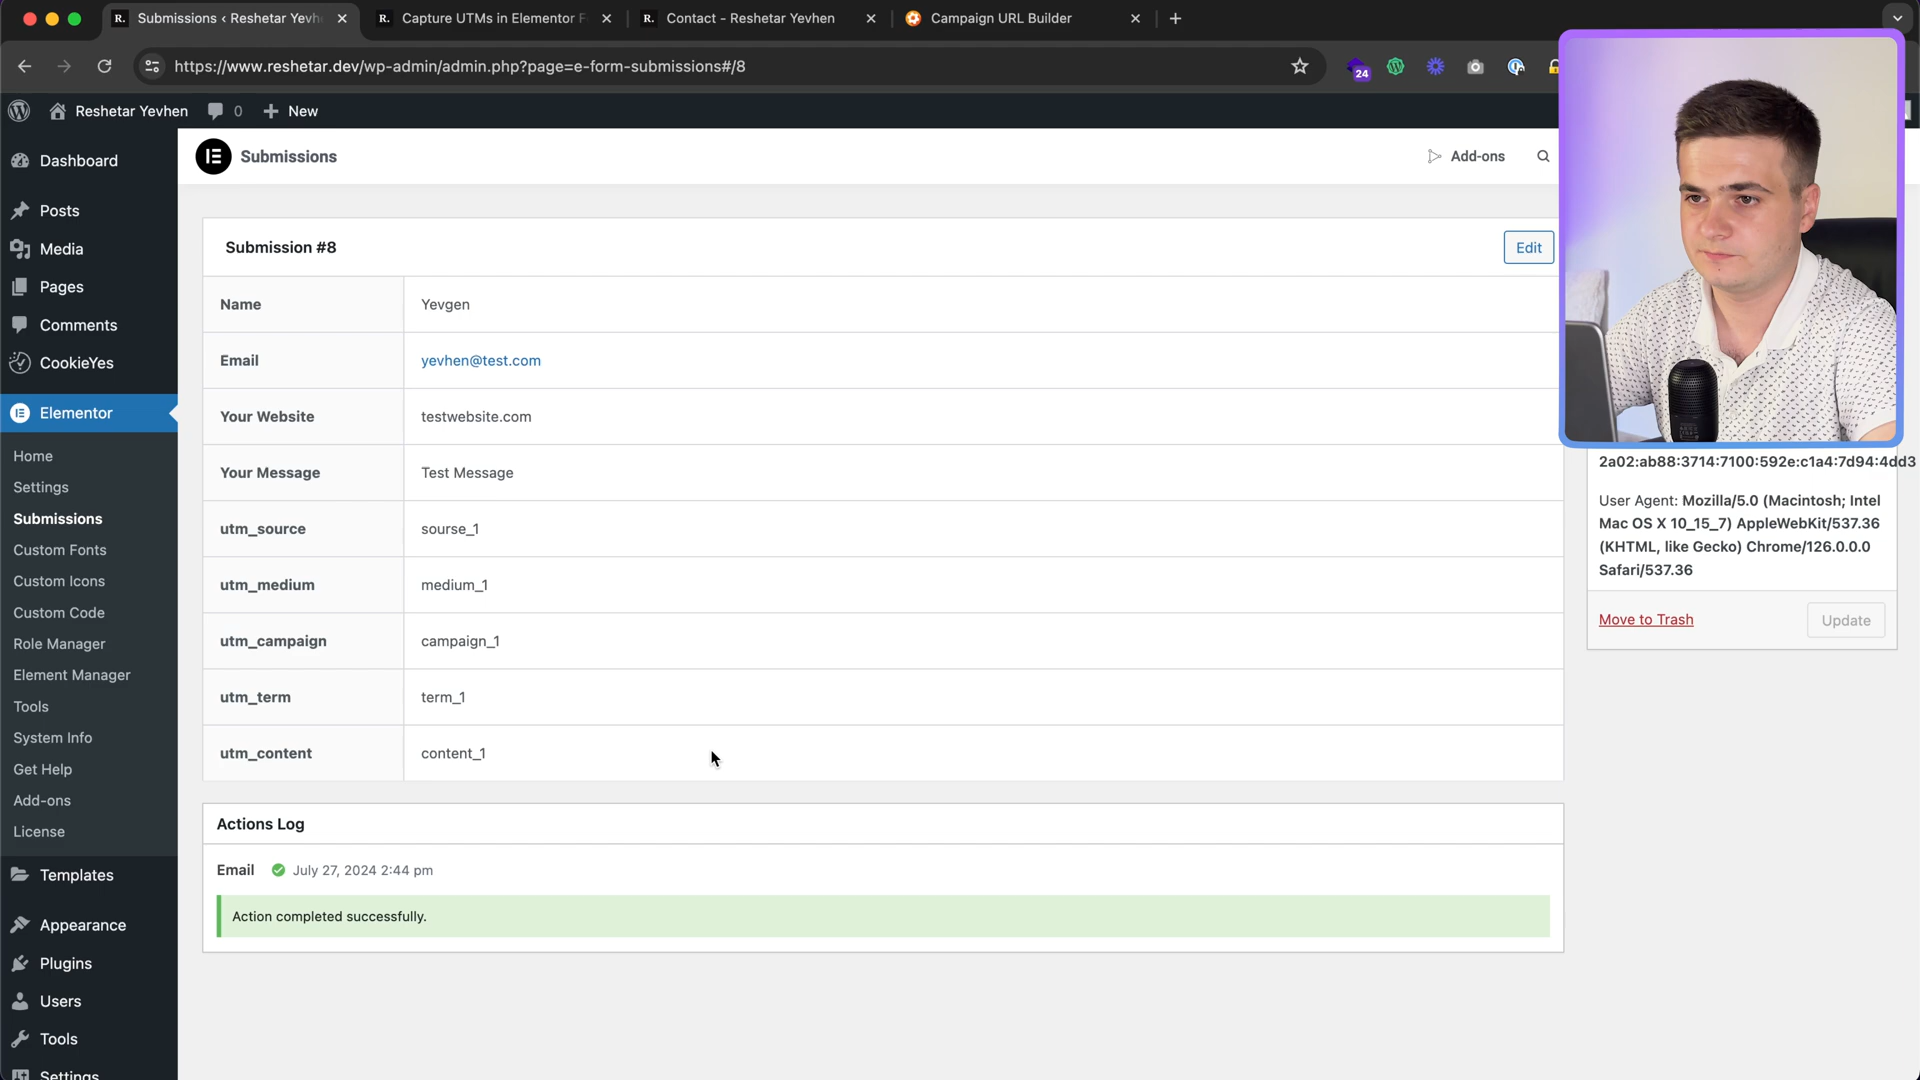 Submissions ‹ Reshetar Yevh
Capture UTMs in Elementor F
Contact - Reshetar Yevhen
Campaign URL Builder
https://www.reshetar.dev/wp-admin/admin.php?page=e-form-submissions#/8
24
Reshetar Yevhen
0
New
Dashboard
Posts
Media
Pages
Comments
CookieYes
Elementor
Home
Settings
Submissions
Custom Fonts
Custom Icons
Custom Code
Role Manager
Element Manager
Tools
System Info
Get Help
Add-ons
License
Templates
Appearance
Plugins
Users
Tools
Settings
Submissions
Add-ons
Submission #8
Edit
Name
Yevgen
Email
yevhen@test.com
Your Website
testwebsite.com
Your Message
Test Message
utm_source
sourse_1
utm_medium
medium_1
utm_campaign
campaign_1
utm_term
term_1
utm_content
content_1
Actions Log
Email
July 27, 2024 2:44 pm
Action completed successfully.
2a02:ab88:3714:7100:592e:c1a4:7d94:4dd3
User Agent: Mozilla/5.0 (Macintosh; Intel
Mac OS X 10_15_7) AppleWebKit/537.36
(KHTML, like Gecko) Chrome/126.0.0.0
Safari/537.36
Move to Trash
Update